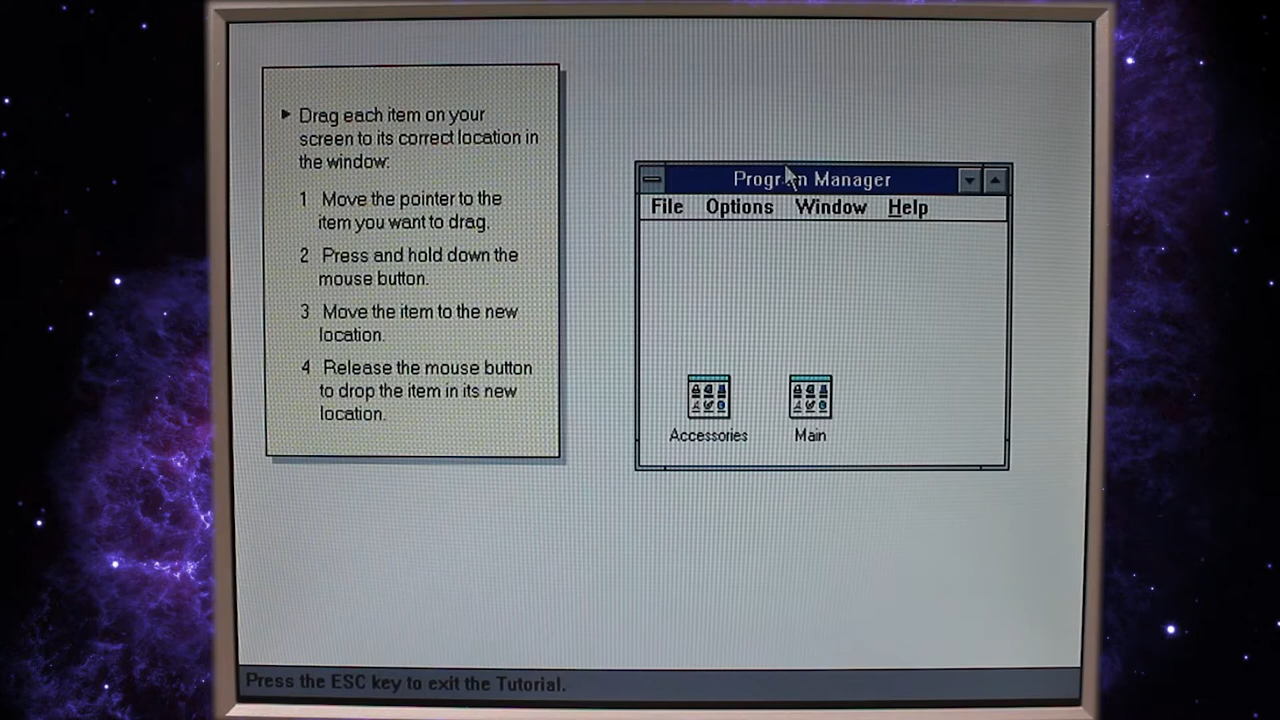 Drag each item on your
screen to its correct location in
the window:
1 Move the pointer to the
item you want to drag.
2 Press and hold down the
mouse button.
3 Move the item to the new
location.
4 Release the mouse button
to drop the item in its new
location.
Program Manager
File Options Window Help
Accessories Main
Press the ESC key to exit the Tutorial.